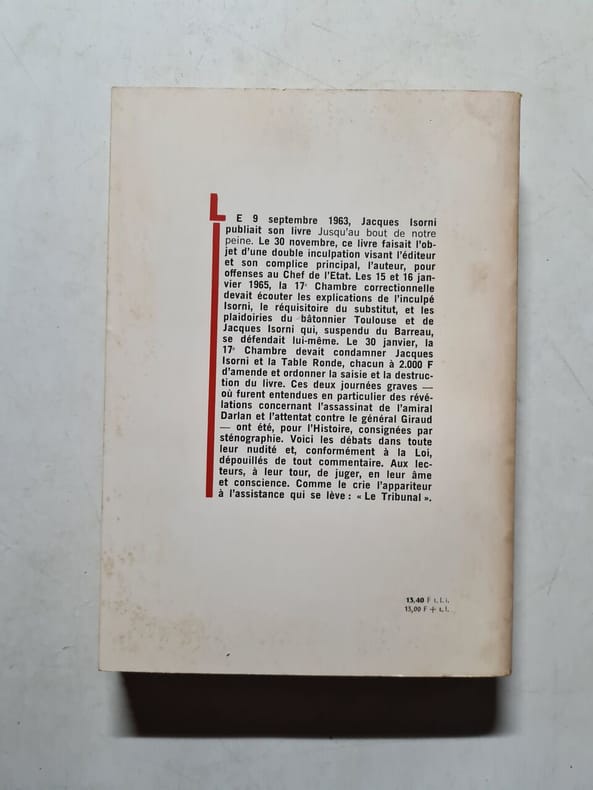 LE 9 septembre 1963, Jacques Isorni
publiait son livre Jusqu'au bout de notre
peine. Le 30 novembre, ce livre faisait l'ob-
jet d'une double inculpation visant l'éditeur
et son complice principal, l'auteur, pour
offenses au Chef de l'Etat. Les 15 et 16 jan-
vier 1965, la 17e Chambre correctionnelle
devait écouter les explications de l'inculpé
Isorni, le réquisitoire du substitut, et les
plaidoiries du bâtonnier Toulouse et de
Jacques Isorni qui, suspendu du Barreau,
se défendait lui-même. Le 30 janvier, la
17e Chambre devait condamner Jacques
Isorni et la Table Ronde, chacun à 2.000 F
d'amende et ordonner la saisie et la destruc-
tion du livre. Ces deux journées graves —
où furent entendues en particulier des révé-
lations concernant l'assassinat de l'amiral
Darlan et l'attentat contre le général Giraud
— ont été, pour l'Histoire, consignées par
sténographie. Voici les débats dans toute
leur nudité et, conformément à la Loi,
dépouillés de tout commentaire. Aux lec-
teurs, à leur tour, de juger, en leur âme
et conscience. Comme le crie l'appariteur
à l'assistance qui se lève : « Le Tribunal ».
13,40 F t. l. i.
13,00 F + t. l.